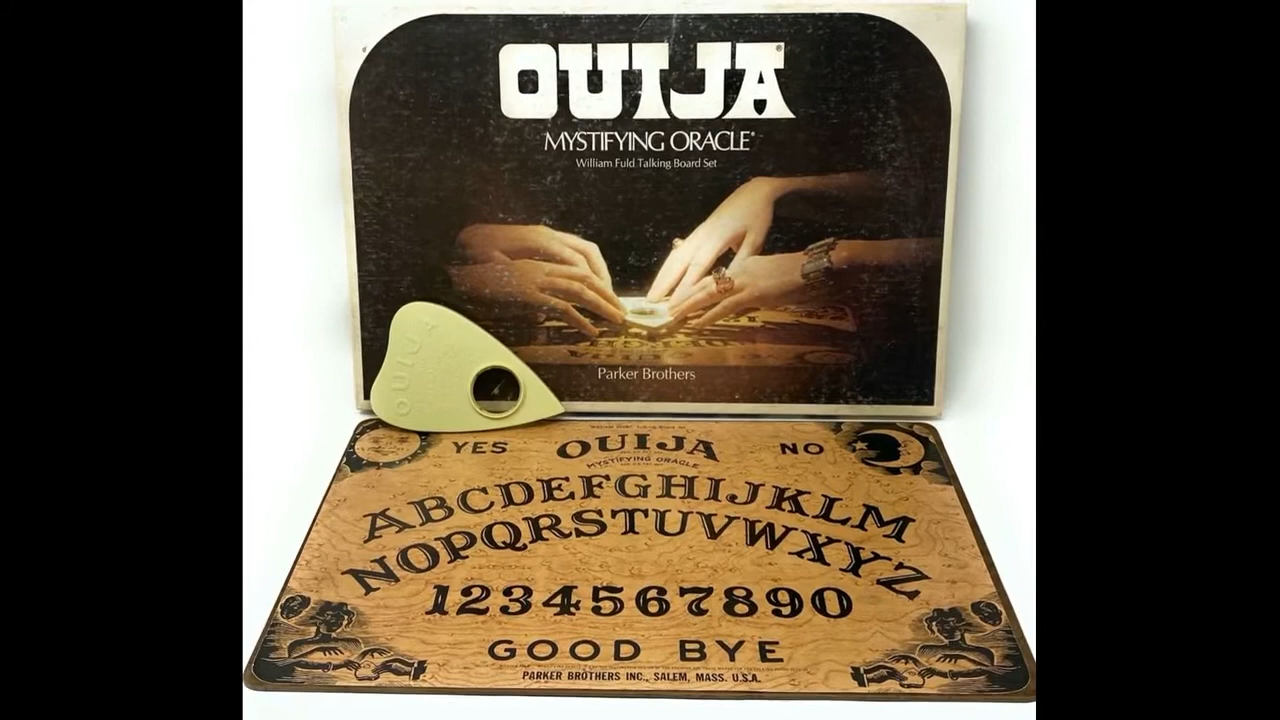 OUIJA®
MYSTIFYING ORACLE®
William Fuld Talking Board Set
Parker Brothers
OUIJA
YES OUIJA NO
MYSTIFYING ORACLE
ABCDEFGHIJKLM
NOPQRSTUVWXYZ
1234567890
GOOD BYE
PARKER BROTHERS INC., SALEM, MASS. U.S.A.